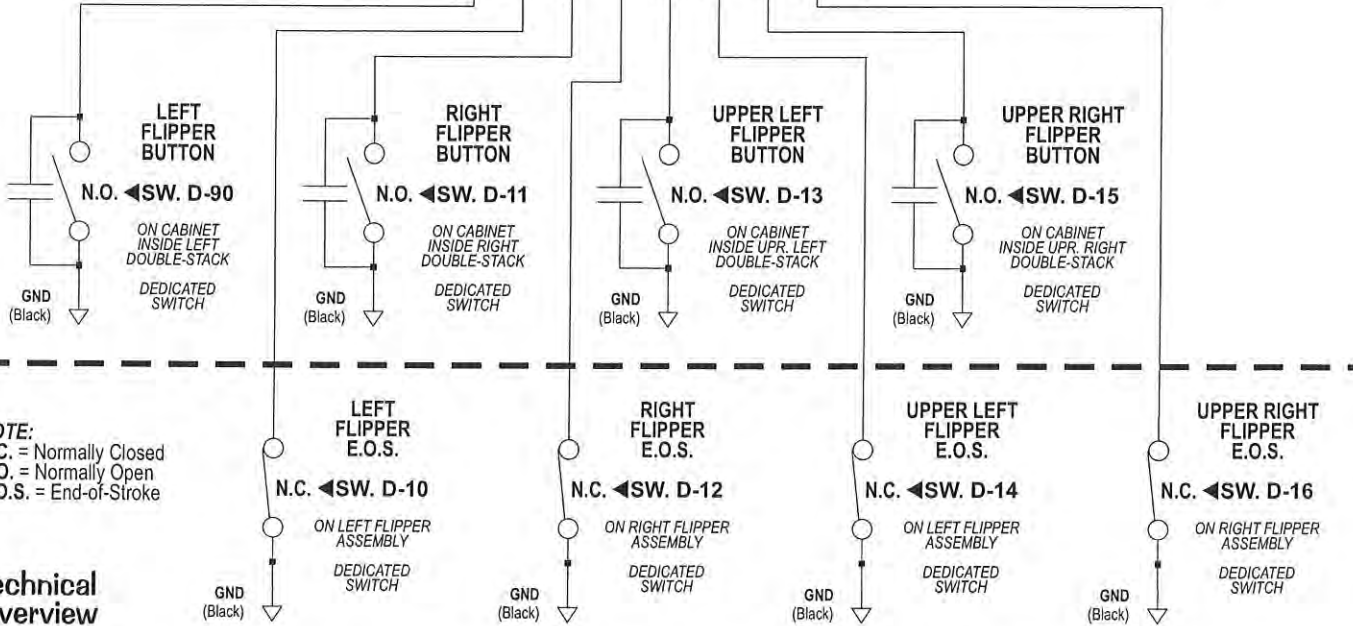 LEFT
FLIPPER
BUTTON
N.O. ◀SW. D-90
ON CABINET
INSIDE LEFT
DOUBLE-STACK
DEDICATED
SWITCH
GND
(Black)
RIGHT
FLIPPER
BUTTON
N.O. ◀SW. D-11
ON CABINET
INSIDE RIGHT
DOUBLE-STACK
DEDICATED
SWITCH
GND
(Black)
UPPER LEFT
FLIPPER
BUTTON
N.O. ◀SW. D-13
ON CABINET
INSIDE UPR. LEFT
DOUBLE-STACK
DEDICATED
SWITCH
GND
(Black)
UPPER RIGHT
FLIPPER
BUTTON
N.O. ◀SW. D-15
ON CABINET
INSIDE UPR. RIGHT
DOUBLE-STACK
DEDICATED
SWITCH
GND
(Black)
OTE:
C. = Normally Closed
O. = Normally Open
O.S. = End-of-Stroke
LEFT
FLIPPER
E.O.S.
N.C. ◀SW. D-10
ON LEFT FLIPPER
ASSEMBLY
DEDICATED
SWITCH
GND
(Black)
RIGHT
FLIPPER
E.O.S.
N.C. ◀SW. D-12
ON RIGHT FLIPPER
ASSEMBLY
DEDICATED
SWITCH
GND
(Black)
UPPER LEFT
FLIPPER
E.O.S.
N.C. ◀SW. D-14
ON LEFT FLIPPER
ASSEMBLY
DEDICATED
SWITCH
GND
(Black)
UPPER RIGHT
FLIPPER
E.O.S.
N.C. ◀SW. D-16
ON RIGHT FLIPPER
ASSEMBLY
DEDICATED
SWITCH
GND
(Black)
echnical
verview